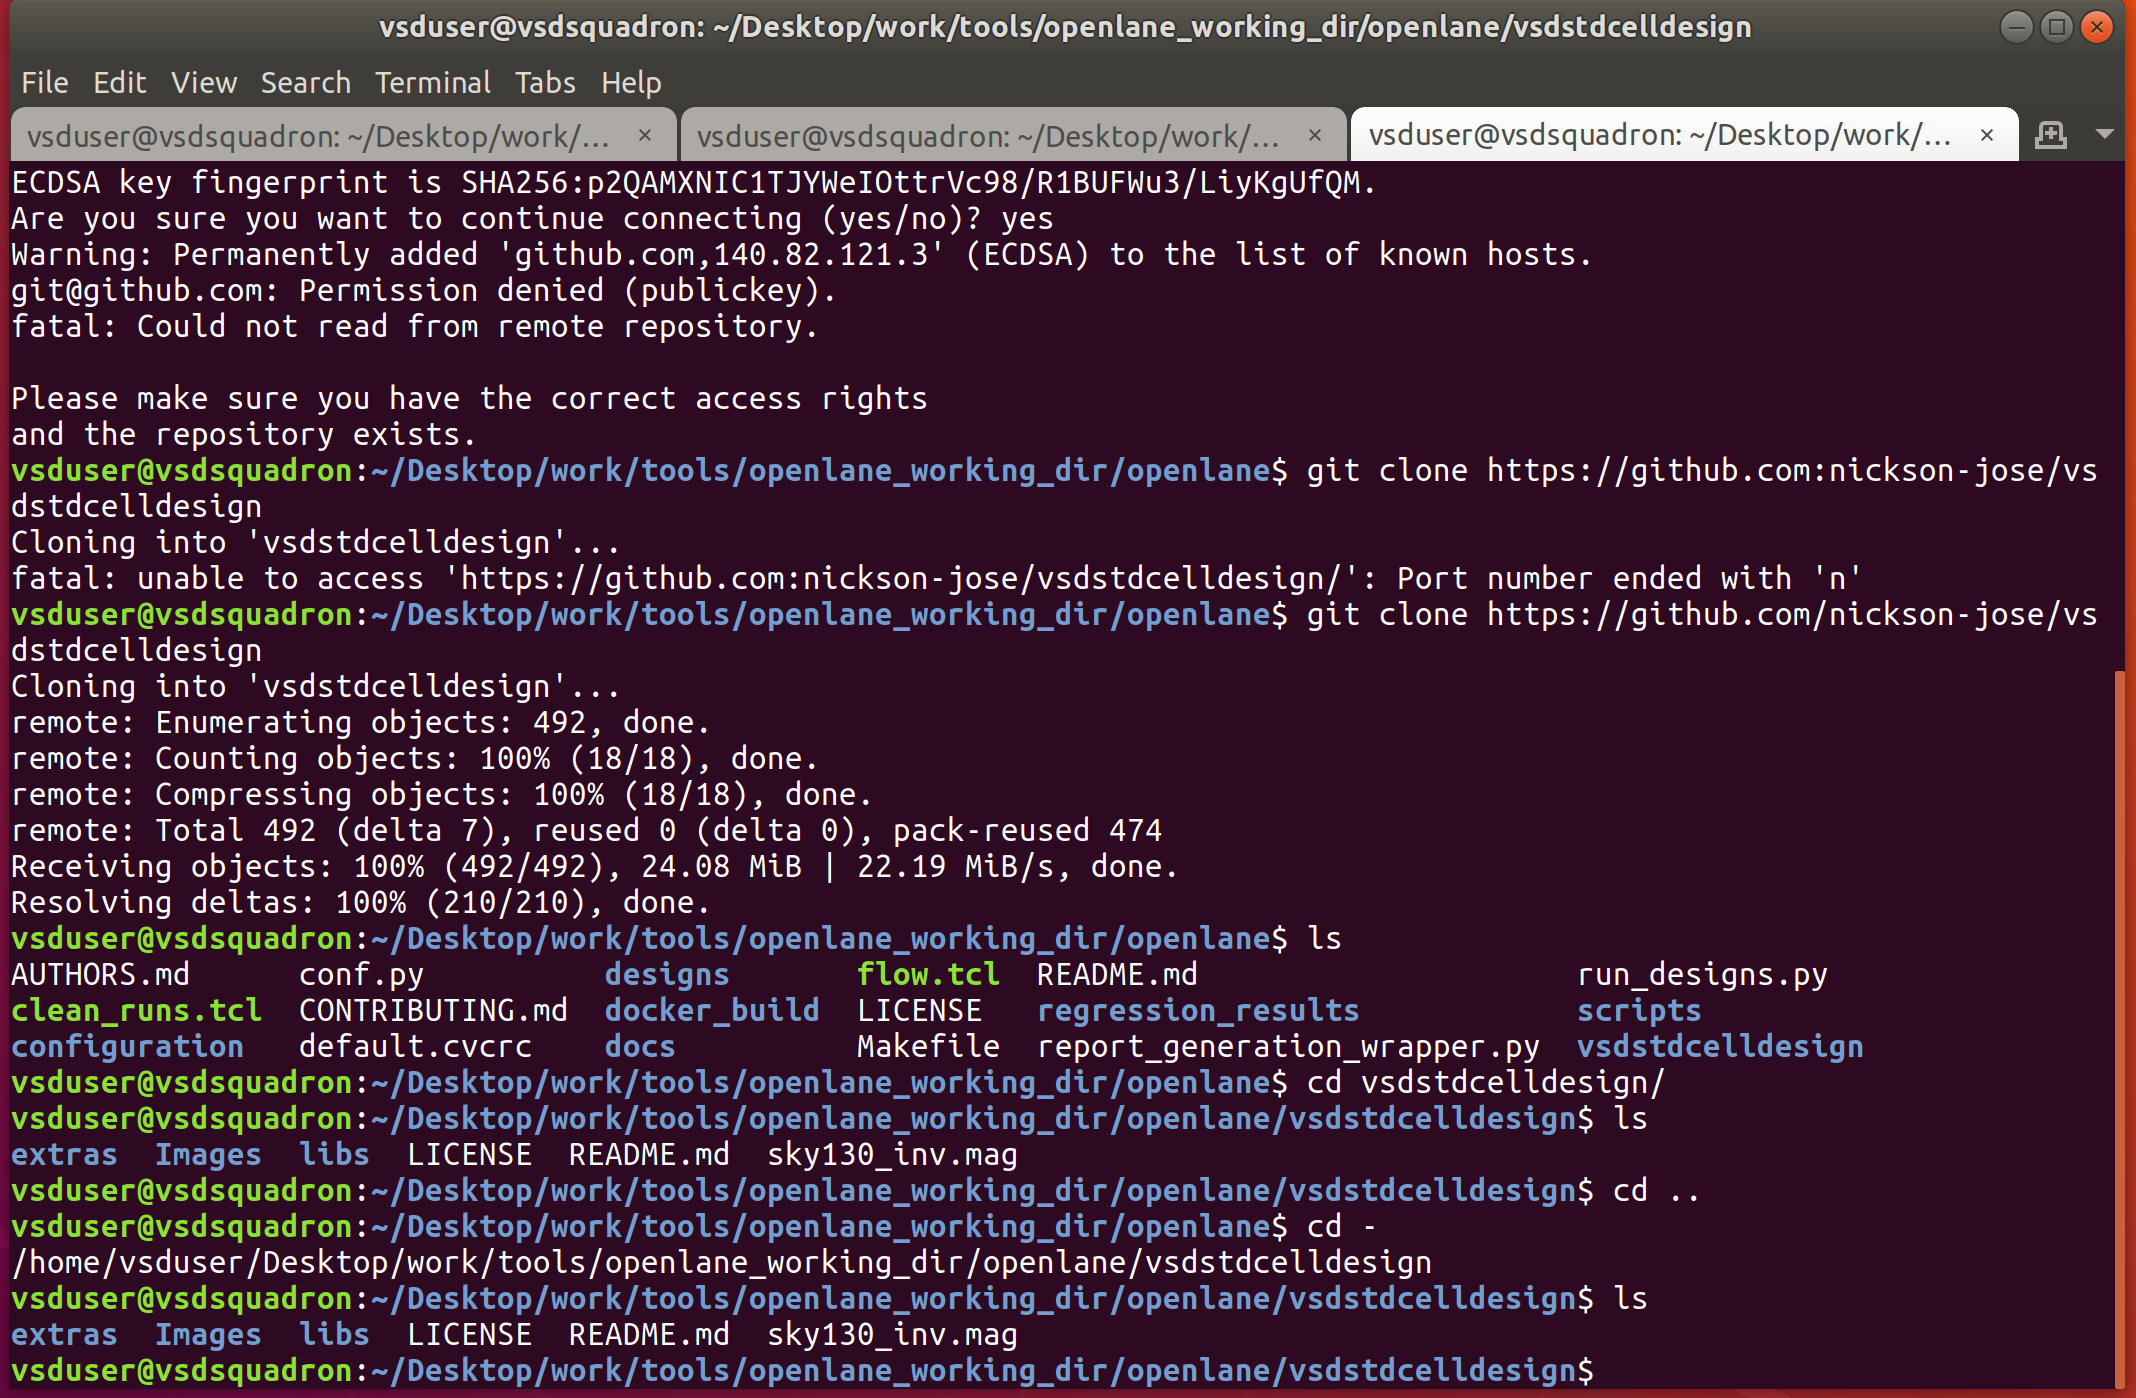 vsduser@vsdsquadron: ~/Desktop/work/tools/openlane_working_dir/openlane/vsdstdcelldesign
File Edit View Search Terminal Tabs Help
vsduser@vsdsquadron: ~/Desktop/work/... × vsduser@vsdsquadron: ~/Desktop/work/... × vsduser@vsdsquadron: ~/Desktop/work/... ×
ECDSA key fingerprint is SHA256:p2QAMXNIC1TJYWeIOttrVc98/R1BUFWu3/LiyKgUfQM.
Are you sure you want to continue connecting (yes/no)? yes
Warning: Permanently added 'github.com,140.82.121.3' (ECDSA) to the list of known hosts.
git@github.com: Permission denied (publickey).
fatal: Could not read from remote repository.

Please make sure you have the correct access rights
and the repository exists.
vsduser@vsdsquadron:~/Desktop/work/tools/openlane_working_dir/openlane$ git clone https://github.com:nickson-jose/vs
dstdcelldesign
Cloning into 'vsdstdcelldesign'...
fatal: unable to access 'https://github.com:nickson-jose/vsdstdcelldesign/': Port number ended with 'n'
vsduser@vsdsquadron:~/Desktop/work/tools/openlane_working_dir/openlane$ git clone https://github.com/nickson-jose/vs
dstdcelldesign
Cloning into 'vsdstdcelldesign'...
remote: Enumerating objects: 492, done.
remote: Counting objects: 100% (18/18), done.
remote: Compressing objects: 100% (18/18), done.
remote: Total 492 (delta 7), reused 0 (delta 0), pack-reused 474
Receiving objects: 100% (492/492), 24.08 MiB | 22.19 MiB/s, done.
Resolving deltas: 100% (210/210), done.
vsduser@vsdsquadron:~/Desktop/work/tools/openlane_working_dir/openlane$ ls
AUTHORS.md      conf.py          designs       flow.tcl  README.md                     run_designs.py
clean_runs.tcl  CONTRIBUTING.md  docker_build  LICENSE   regression_results            scripts
configuration   default.cvcrc    docs          Makefile  report_generation_wrapper.py  vsdstdcelldesign
vsduser@vsdsquadron:~/Desktop/work/tools/openlane_working_dir/openlane$ cd vsdstdcelldesign/
vsduser@vsdsquadron:~/Desktop/work/tools/openlane_working_dir/openlane/vsdstdcelldesign$ ls
extras  Images  libs  LICENSE  README.md  sky130_inv.mag
vsduser@vsdsquadron:~/Desktop/work/tools/openlane_working_dir/openlane/vsdstdcelldesign$ cd ..
vsduser@vsdsquadron:~/Desktop/work/tools/openlane_working_dir/openlane$ cd -
/home/vsduser/Desktop/work/tools/openlane_working_dir/openlane/vsdstdcelldesign
vsduser@vsdsquadron:~/Desktop/work/tools/openlane_working_dir/openlane/vsdstdcelldesign$ ls
extras  Images  libs  LICENSE  README.md  sky130_inv.mag
vsduser@vsdsquadron:~/Desktop/work/tools/openlane_working_dir/openlane/vsdstdcelldesign$